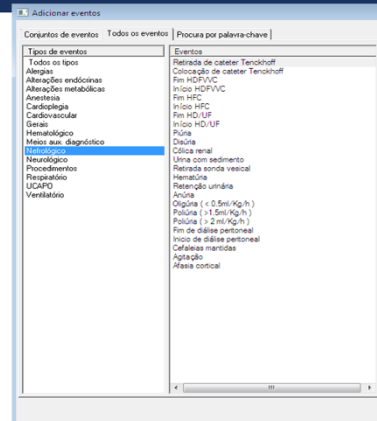 Adicionar eventos
Conjuntos de eventos
Todos os eventos
Procura por palavra-chave
Tipos de eventos
Todos os tipos
Alergias
Alterações endócrinas
Alterações metabólicas
Anestesia
Cardioplegia
Cardiovascular
Gerais
Hematológico
Meios aux. diagnóstico
Nefrológico
Neurológico
Procedimentos
Respiratório
UCAPO
Ventilatório
Eventos
Retirada de cateter Tenckhoff
Colocação de cateter Tenckhoff
Fim HDFVVC
Início HDFVVC
Fim HFC
Início HFC
Fim HD/UF
Início HD/UF
Piúria
Disúria
Cólica renal
Urina com sedimento
Retirada sonda vesical
Hematúria
Retenção urinária
Anúria
Oligúria ( < 0.5ml/Kg/h )
Poliúria ( >1.5ml/Kg/h )
Poliúria ( > 2 ml/Kg/h )
Fim de diálise peritoneal
Inicio de diálise peritoneal
Cefaleias mantidas
Agitação
Afasia cortical